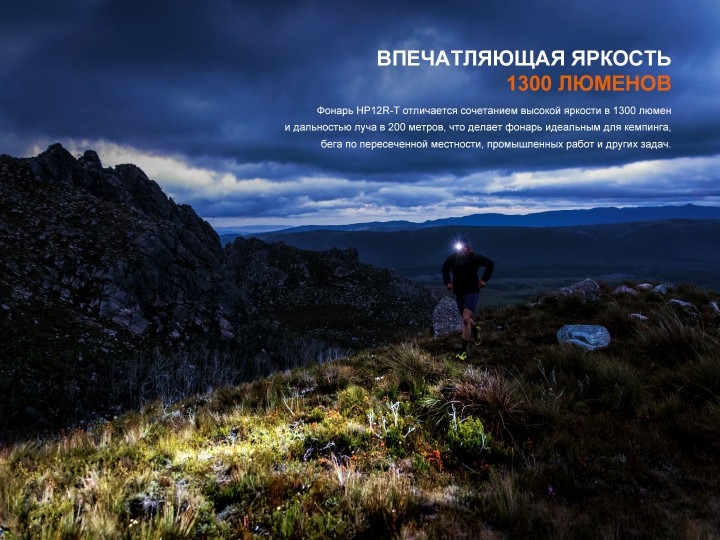 ВПЕЧАТЛЯЮЩАЯ ЯРКОСТЬ
1300 ЛЮМЕНОВ
Фонарь HP12R-T отличается сочетанием высокой яркости в 1300 люмен
и дальностью луча в 200 метров, что делает фонарь идеальным для кемпинга,
бега по пересеченной местности, промышленных работ и других задач.